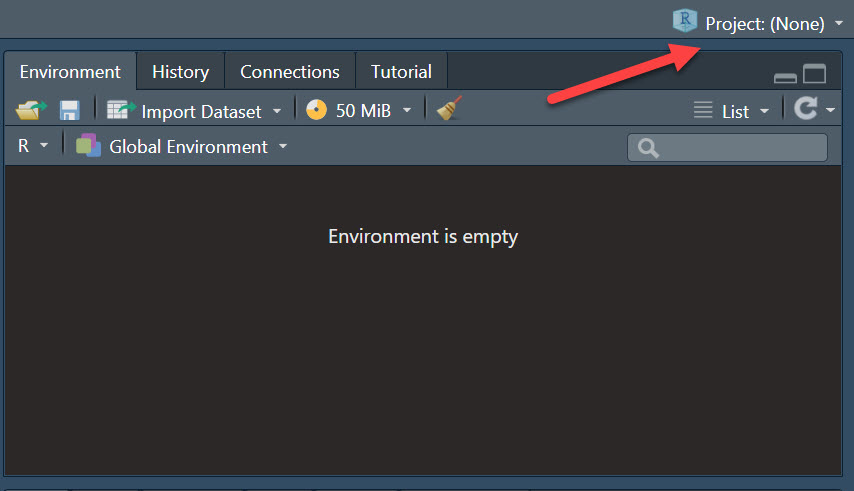 R Project: (None)
Environment History Connections Tutorial
Import Dataset 50 MiB List
R Global Environment
Environment is empty